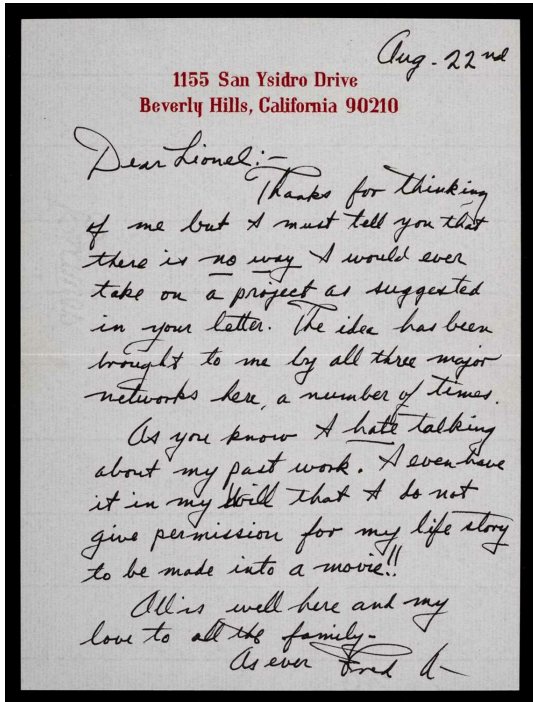 Aug. 22nd
1155 San Ysidro Drive
Beverly Hills, California 90210
Dear Lionel:-
Thanks for thinking
of me but I must tell you that
there is no way I would ever
take on a project as suggested
in your letter. The idea has been
brought to me by all three major
networks here, a number of times.
As you know I hate talking
about my past work. I even have
it in my Will that I do not
give permission for my life story
to be made into a movie!!
All is well here and my
love to all the family-
As ever Fred A-